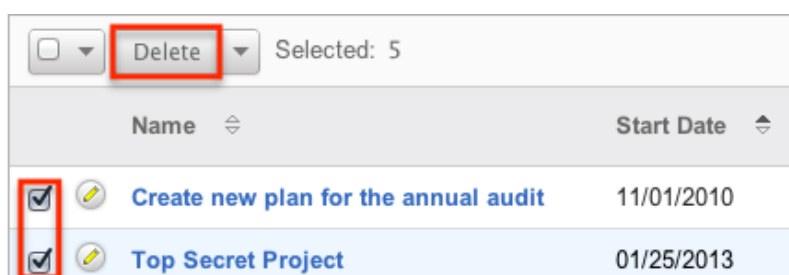 Delete Selected: 5
Name Start Date
Create new plan for the annual audit 11/01/2010
Top Secret Project 01/25/2013